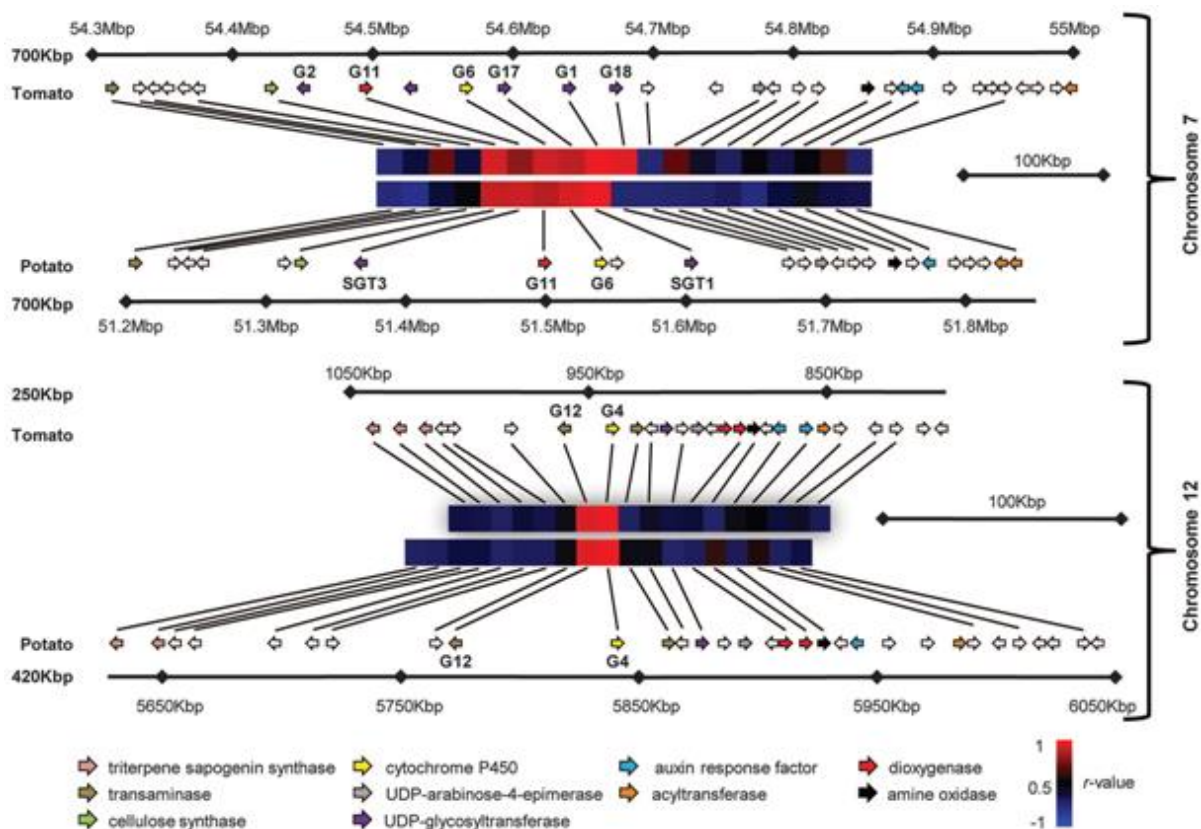 54.3Mbp 54.4Mbp 54.5Mbp 54.6Mbp 54.7Mbp 54.8Mbp 54.9Mbp 55Mbp
700Kbp
G2 G11 G6 G17 G1 G18
Tomato
100Kbp
Chromosome 7
Potato
SGT3 G11 G6 SGT1
700Kbp
51.2Mbp 51.3Mbp 51.4Mbp 51.5Mbp 51.6Mbp 51.7Mbp 51.8Mbp
1050Kbp 950Kbp 850Kbp
250Kbp
G12 G4
Tomato
100Kbp
Chromosome 12
Potato
G12 G4
420Kbp
5650Kbp 5750Kbp 5850Kbp 5950Kbp 6050Kbp
triterpene sapogenin synthase cytochrome P450 auxin response factor dioxygenase
transaminase UDP-arabinose-4-epimerase acyltransferase amine oxidase
cellulose synthase UDP-glycosyltransferase
1
0.5 r-value
-1